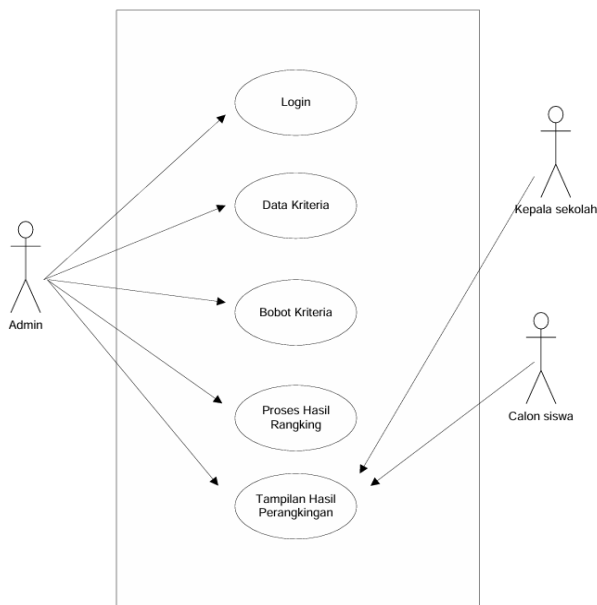 Login
Data Kriteria
Bobot Kriteria
Proses Hasil
Rangking
Tampilan Hasil
Perangkingan
Admin
Kepala sekolah
Calon siswa